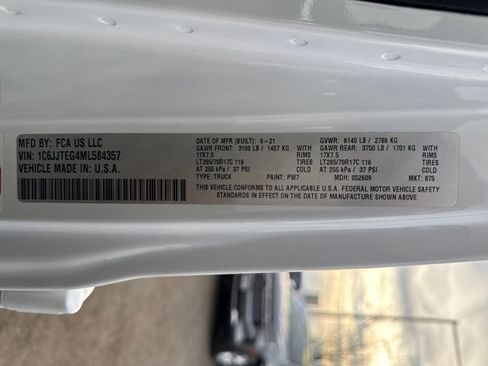 MFD BY: FCA US LLC
VIN: 1C6JJTEG4ML584357
VEHICLE MADE IN: U.S.A.
DATE OF MFR (BUILT): 6-21 GVWR: 6140 LB / 2786 KG
GAWR FRONT: 3100 LB / 1407 KG WITH GAWR REAR: 3750 LB / 1701 KG WITH
17X7.5 RIMS 17X7.5 RIMS
LT285/70R17C 116 TIRES LT285/70R17C 116 TIRES
AT 255 kPa / 37 PSI COLD AT 255 kPa / 37 PSI COLD
TYPE: TRUCK PAINT: PW7 MDH: 052609 MKT: 875
THIS VEHICLE CONFORMS TO ALL APPLICABLE U.S.A. FEDERAL MOTOR VEHICLE SAFETY
STANDARDS IN EFFECT ON THE DATE OF MANUFACTURE SHOWN ABOVE